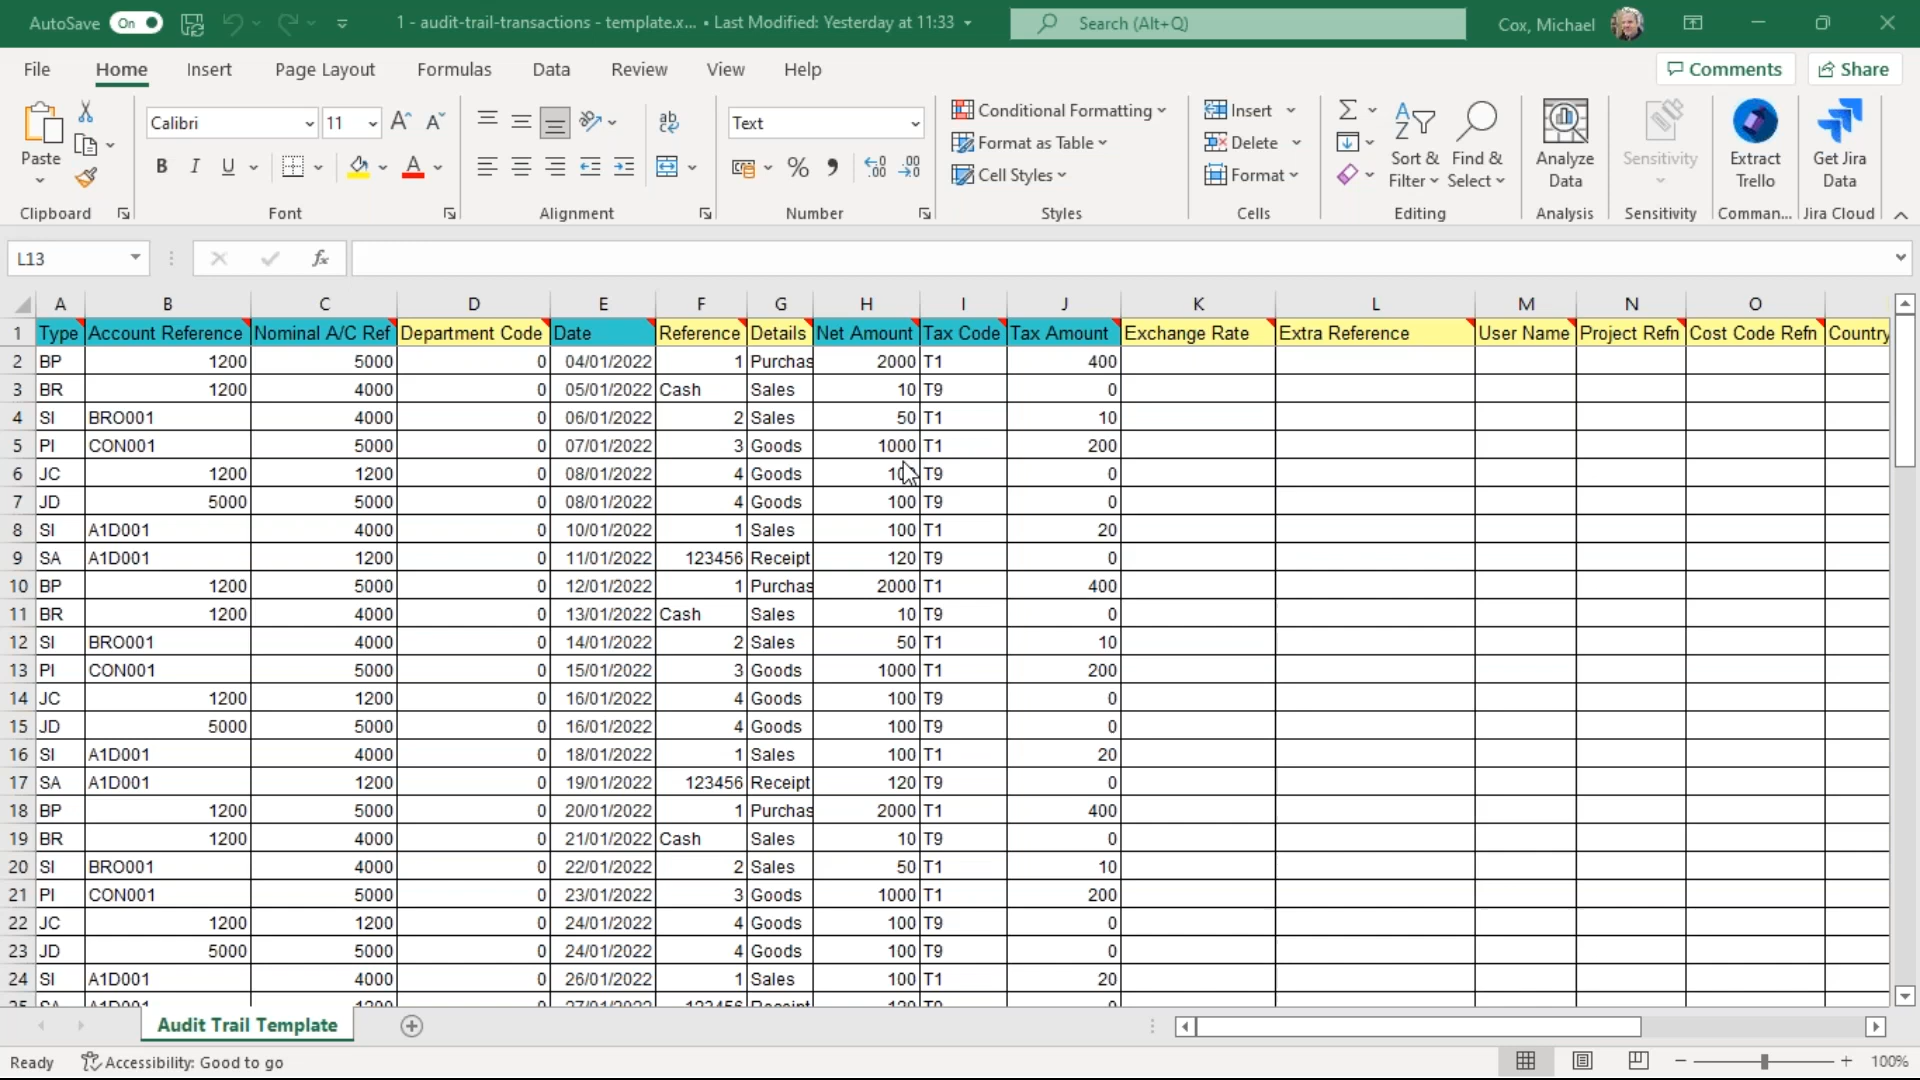 AutoSave On 1 - audit-trail-transactions - template.x... • Last Modified: Yesterday at 11:33 Search (Alt+Q) Cox, Michael
File Home Insert Page Layout Formulas Data Review View Help Comments Share
Calibri 11 A A ab Text Conditional Formatting Insert
Format as Table Delete
Paste B I U A % Cell Styles Format Sort & Filter Find & Select Analyze Data Sensitivity Extract Trello Get Jira Data
Clipboard Font Alignment Number Styles Cells Editing Analysis Sensitivity Comman... Jira Cloud
L13 fx
A B C D E F G H I J K L M N O
1 Type Account Reference Nominal A/C Ref Department Code Date Reference Details Net Amount Tax Code Tax Amount Exchange Rate Extra Reference User Name Project Refn Cost Code Refn Country
2 BP 1200 5000 0 04/01/2022 1 Purchas 2000 T1 400
3 BR 1200 4000 0 05/01/2022 Cash Sales 10 T9 0
4 SI BRO001 4000 0 06/01/2022 2 Sales 50 T1 10
5 PI CON001 5000 0 07/01/2022 3 Goods 1000 T1 200
6 JC 1200 1200 0 08/01/2022 4 Goods 100 T9 0
7 JD 5000 5000 0 08/01/2022 4 Goods 100 T9 0
8 SI A1D001 4000 0 10/01/2022 1 Sales 100 T1 20
9 SA A1D001 1200 0 11/01/2022 123456 Receipt 120 T9 0
10 BP 1200 5000 0 12/01/2022 1 Purchas 2000 T1 400
11 BR 1200 4000 0 13/01/2022 Cash Sales 10 T9 0
12 SI BRO001 4000 0 14/01/2022 2 Sales 50 T1 10
13 PI CON001 5000 0 15/01/2022 3 Goods 1000 T1 200
14 JC 1200 1200 0 16/01/2022 4 Goods 100 T9 0
15 JD 5000 5000 0 16/01/2022 4 Goods 100 T9 0
16 SI A1D001 4000 0 18/01/2022 1 Sales 100 T1 20
17 SA A1D001 1200 0 19/01/2022 123456 Receipt 120 T9 0
18 BP 1200 5000 0 20/01/2022 1 Purchas 2000 T1 400
19 BR 1200 4000 0 21/01/2022 Cash Sales 10 T9 0
20 SI BRO001 4000 0 22/01/2022 2 Sales 50 T1 10
21 PI CON001 5000 0 23/01/2022 3 Goods 1000 T1 200
22 JC 1200 1200 0 24/01/2022 4 Goods 100 T9 0
23 JD 5000 5000 0 24/01/2022 4 Goods 100 T9 0
24 SI A1D001 4000 0 26/01/2022 1 Sales 100 T1 20
Audit Trail Template
Ready Accessibility: Good to go 100%